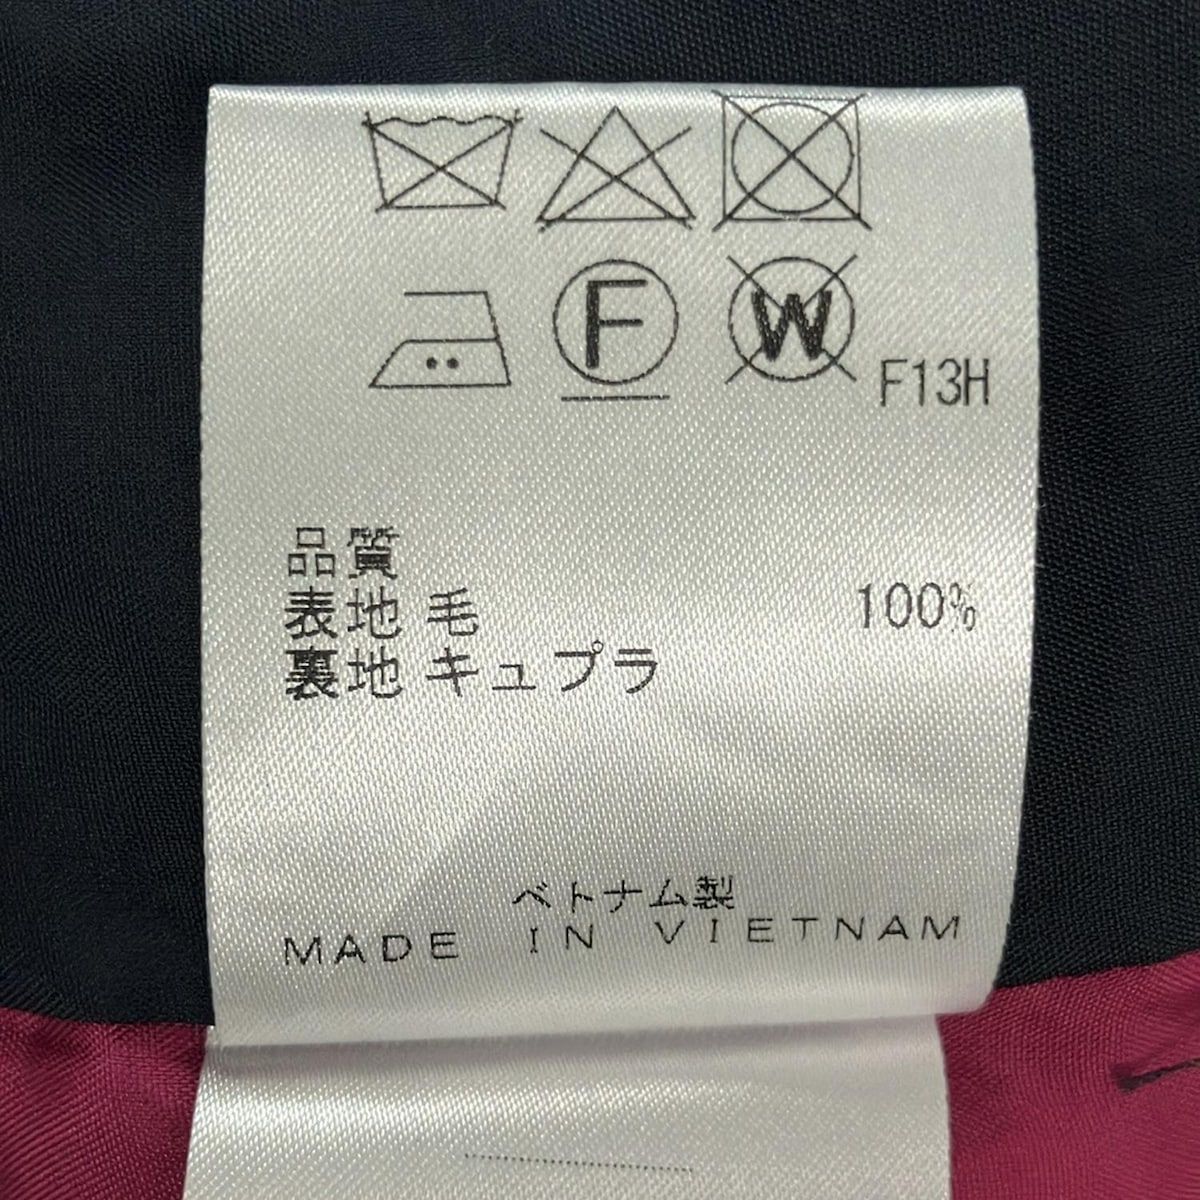 F
W
F13H
品質
表地 毛 100%
裏地 キュプラ
ベトナム製
MADE IN VIETNAM